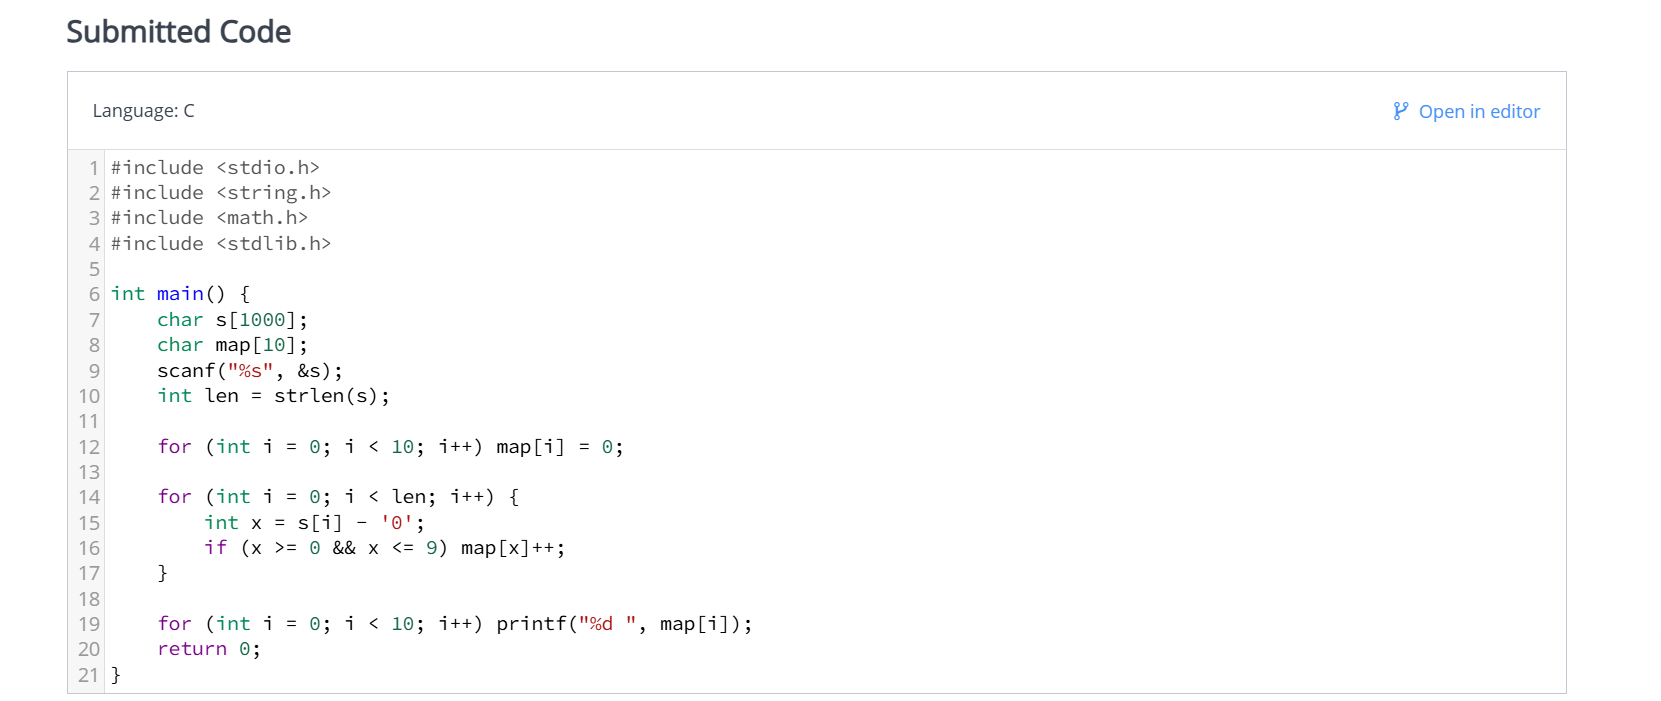 Submitted Code
Language: C
Open in editor
1 #include <stdio.h>
2 #include <string.h>
3 #include <math.h>
4 #include <stdlib.h>
5
6 int main() {
7     char s[1000];
8     char map[10];
9     scanf("%s", &s);
10     int len = strlen(s);
11
12     for (int i = 0; i < 10; i++) map[i] = 0;
13
14     for (int i = 0; i < len; i++) {
15         int x = s[i] - '0';
16         if (x >= 0 && x <= 9) map[x]++;
17     }
18
19     for (int i = 0; i < 10; i++) printf("%d ", map[i]);
20     return 0;
21 }